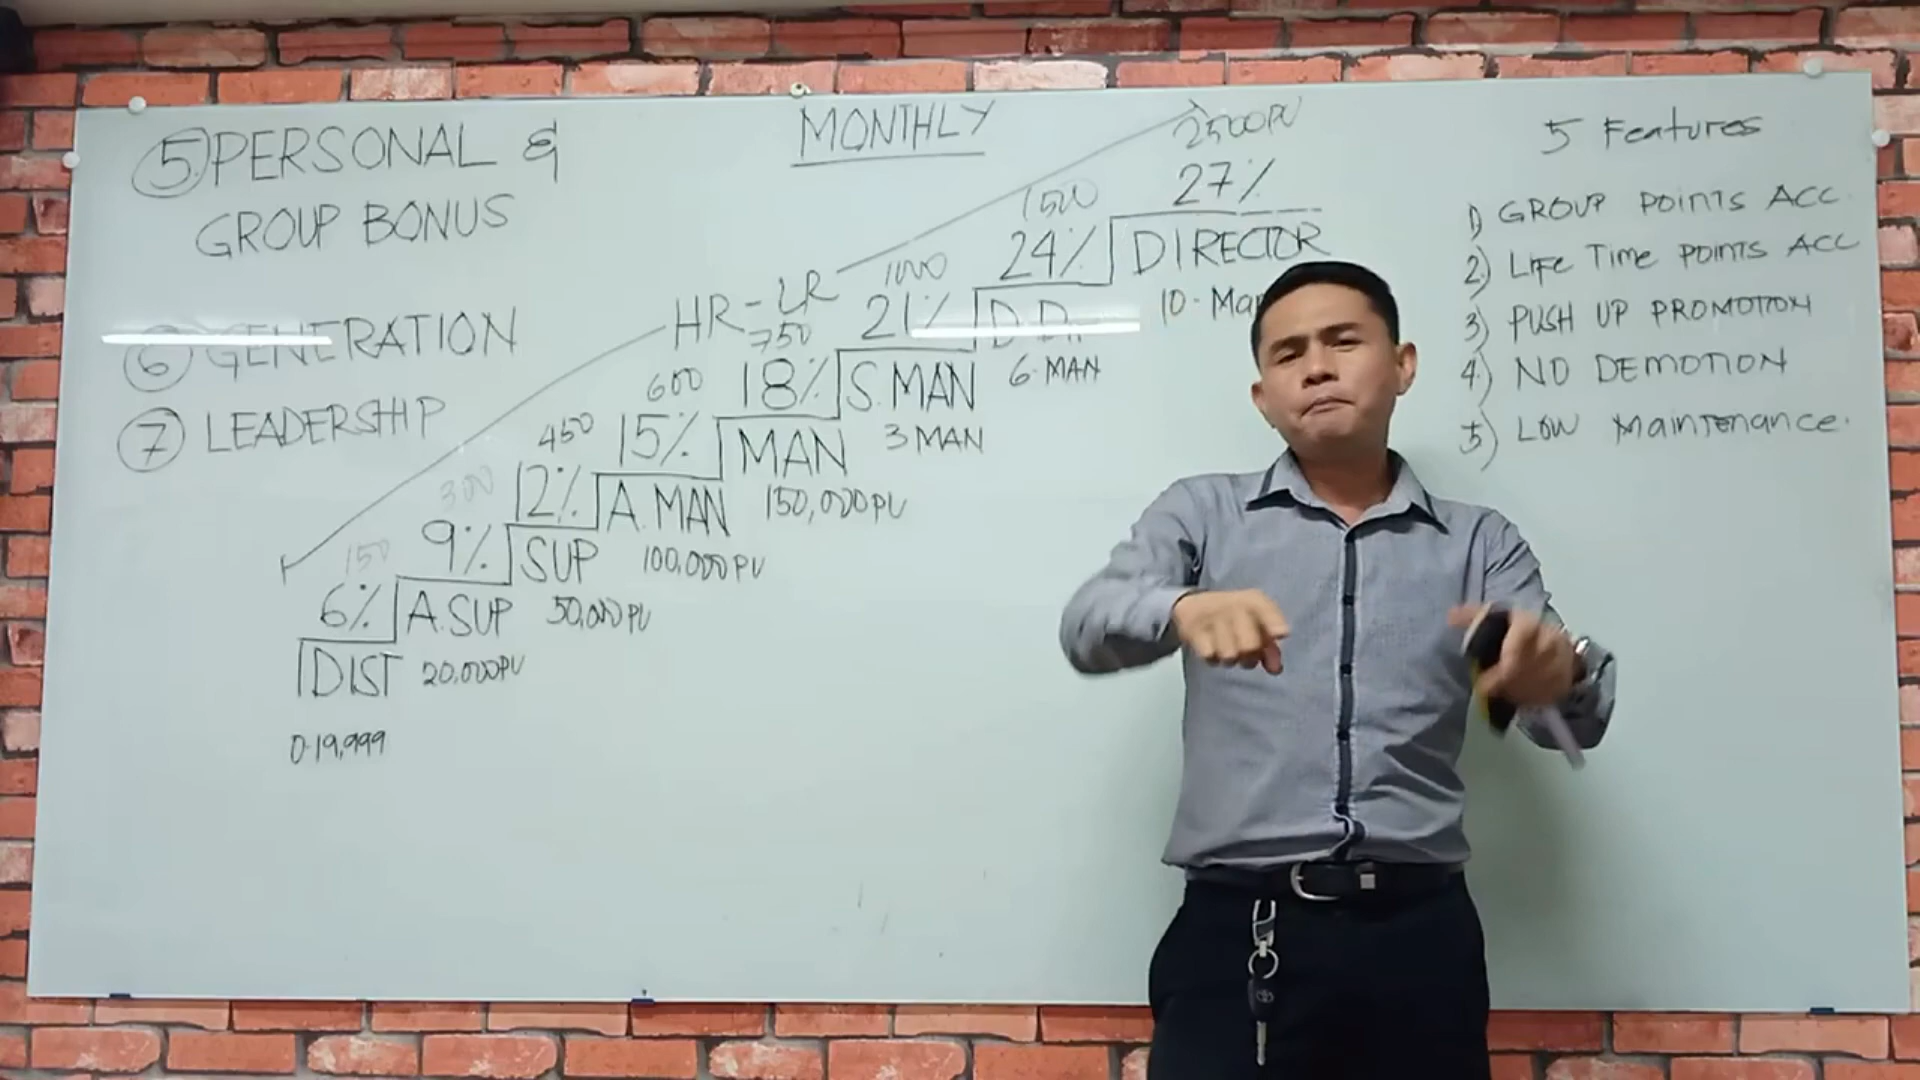 ⑤ PERSONAL &
GROUP BONUS
⑥ GENERATION
⑦ LEADERSHIP
MONTHLY
HR-LR
2500PV
27%
DIRECTOR
1500
24%
1000
21%
6 MAN
750
18%
S.MAN
3 MAN
600
15%
MAN
150,000PV
450
12%
A.MAN
100,000PV
300
9%
SUP
50,000PV
150
6%
A.SUP
20,000PV
DIST
0-19,999
5 Features
1) GROUP POINTS ACC.
2) LIFE TIME POINTS ACC
3) PUSH UP PROMOTION
4) NO DEMOTION
5) LOW Maintenance.